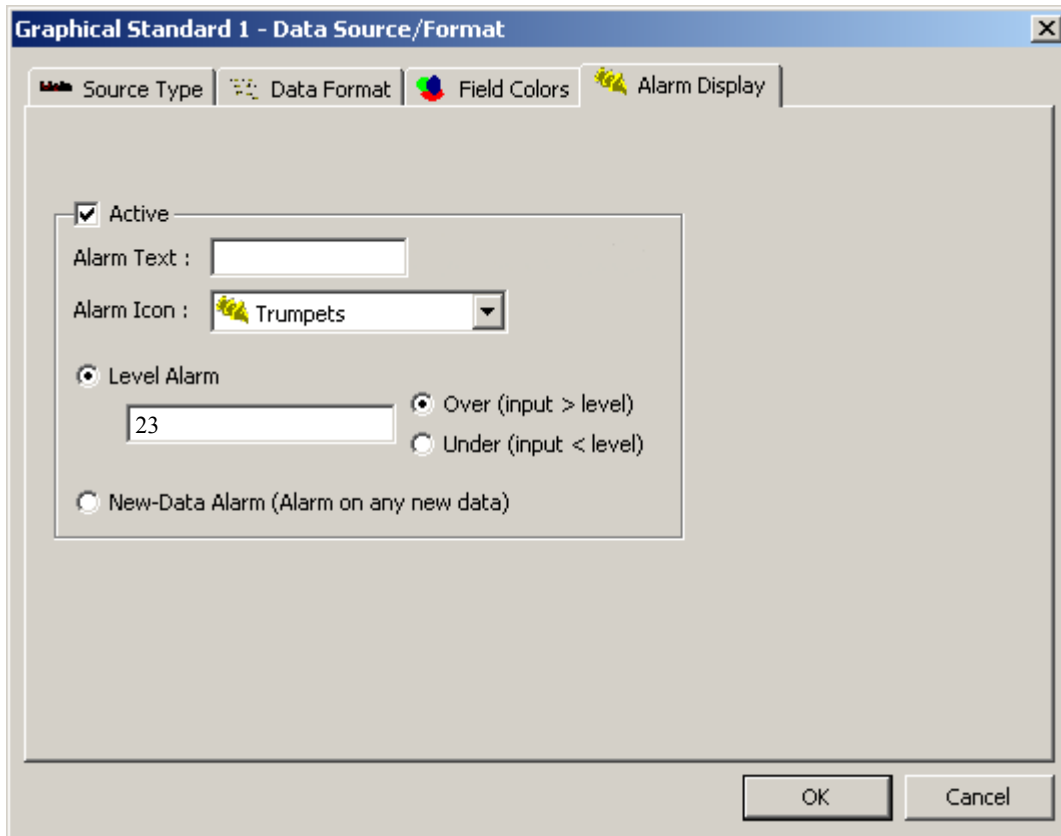 Graphical Standard 1 - Data Source/Format
Source Type Data Format Field Colors Alarm Display
Active
Alarm Text :
Alarm Icon : Trumpets
Level Alarm
23
Over (input > level)
Under (input < level)
New-Data Alarm (Alarm on any new data)
OK Cancel